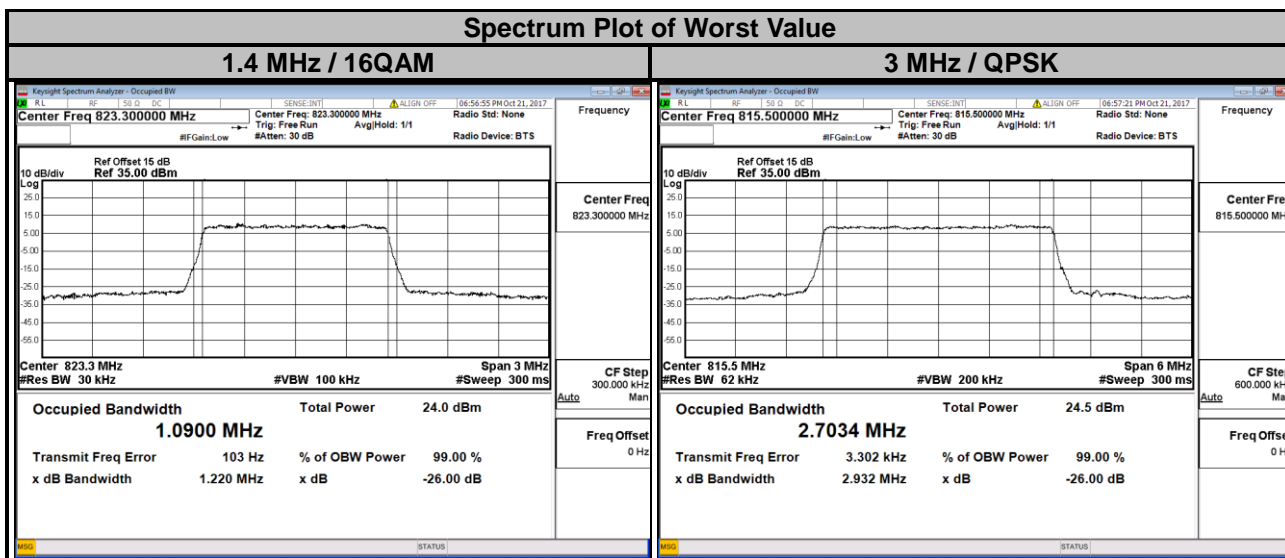 Spectrum Plot of Worst Value
1.4 MHz / 16QAM
3 MHz / QPSK
Keysight Spectrum Analyzer - Occupied BW
RL RF 50 Ω DC SENSE:INT ALIGN OFF 06:56:55 PM Oct 21, 2017
Center Freq 823.300000 MHz
Center Freq: 823.300000 MHz
Radio Std: None
Trig: Free Run Avg|Hold: 1/1
#IFGain:Low #Atten: 30 dB Radio Device: BTS
Ref Offset 15 dB
10 dB/div Ref 35.00 dBm
Log
25.0
15.0
5.00
-5.00
-15.0
-25.0
-35.0
-45.0
-55.0
Center 823.3 MHz Span 3 MHz
#Res BW 30 kHz #VBW 100 kHz #Sweep 300 ms
Occupied Bandwidth Total Power 24.0 dBm
1.0900 MHz
Transmit Freq Error 103 Hz % of OBW Power 99.00 %
x dB Bandwidth 1.220 MHz x dB -26.00 dB
MSG STATUS
Frequency
Center Freq
823.300000 MHz
CF Step
300.000 kHz
Auto Man
Freq Offset
0 Hz
Keysight Spectrum Analyzer - Occupied BW
RL RF 50 Ω DC SENSE:INT ALIGN OFF 06:57:21 PM Oct 21, 2017
Center Freq 815.500000 MHz
Center Freq: 815.500000 MHz
Radio Std: None
Trig: Free Run Avg|Hold: 1/1
#IFGain:Low #Atten: 30 dB Radio Device: BTS
Ref Offset 15 dB
10 dB/div Ref 35.00 dBm
Log
25.0
15.0
5.00
-5.00
-15.0
-25.0
-35.0
-45.0
-55.0
Center 815.5 MHz Span 6 MHz
#Res BW 62 kHz #VBW 200 kHz #Sweep 300 ms
Occupied Bandwidth Total Power 24.5 dBm
2.7034 MHz
Transmit Freq Error 3.302 kHz % of OBW Power 99.00 %
x dB Bandwidth 2.932 MHz x dB -26.00 dB
MSG STATUS
Frequency
Center Fre
815.500000 MH
CF Ste
600.000 kH
Auto Ma
Freq Offse
0 H